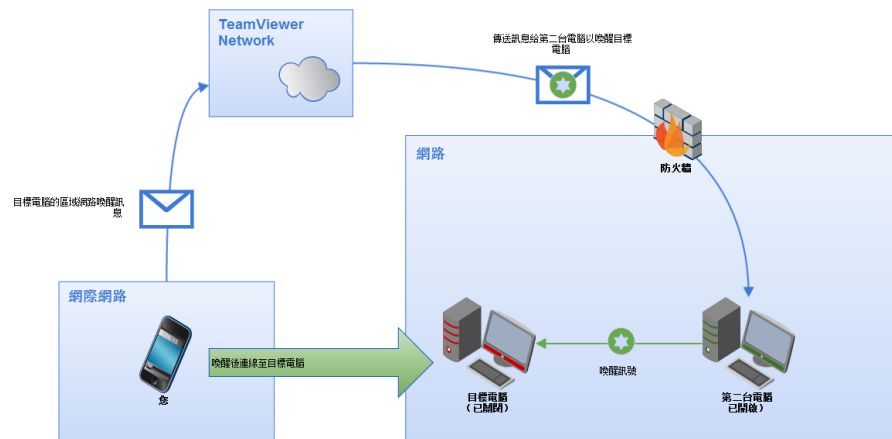 TeamViewer
Network
傳送訊息給第二台電腦以喚醒目標
電腦
防火牆
網路
目標電腦的區域網路喚醒訊
息
網際網路
您
喚醒後連線至目標電腦
目標電腦
（已關閉）
喚醒訊號
第二台電腦
已開啟）